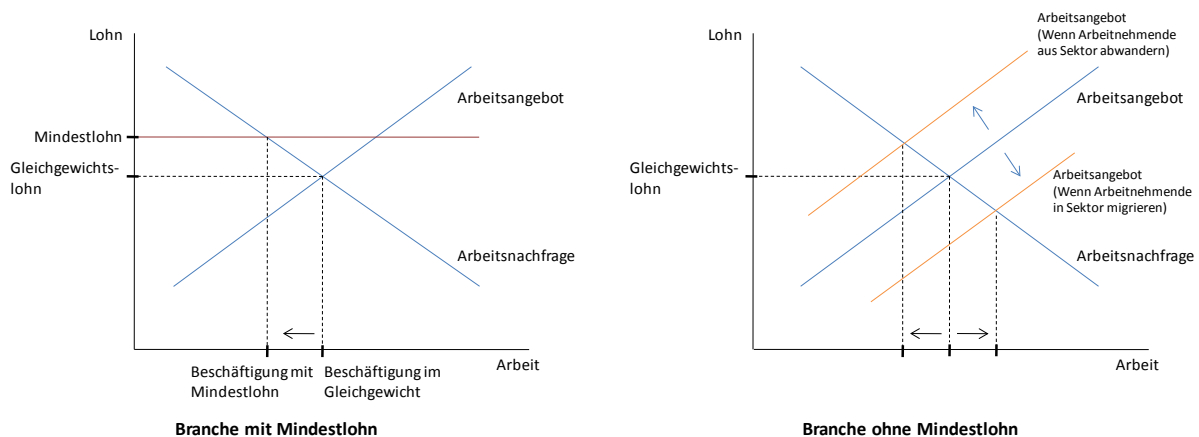 Lohn
Arbeitsangebot
Mindestlohn
Gleichgewichts-
lohn
Arbeitsnachfrage
Arbeit
Beschäftigung mit
Mindestlohn
Beschäftigung im
Gleichgewicht
Branche mit Mindestlohn
Lohn
Arbeitsangebot
(Wenn Arbeitnehmende
aus Sektor abwandern)
Arbeitsangebot
Gleichgewichts-
lohn
Arbeitsangebot
(Wenn Arbeitnehmende
in Sektor migrieren)
Arbeitsnachfrage
Arbeit
Branche ohne Mindestlohn